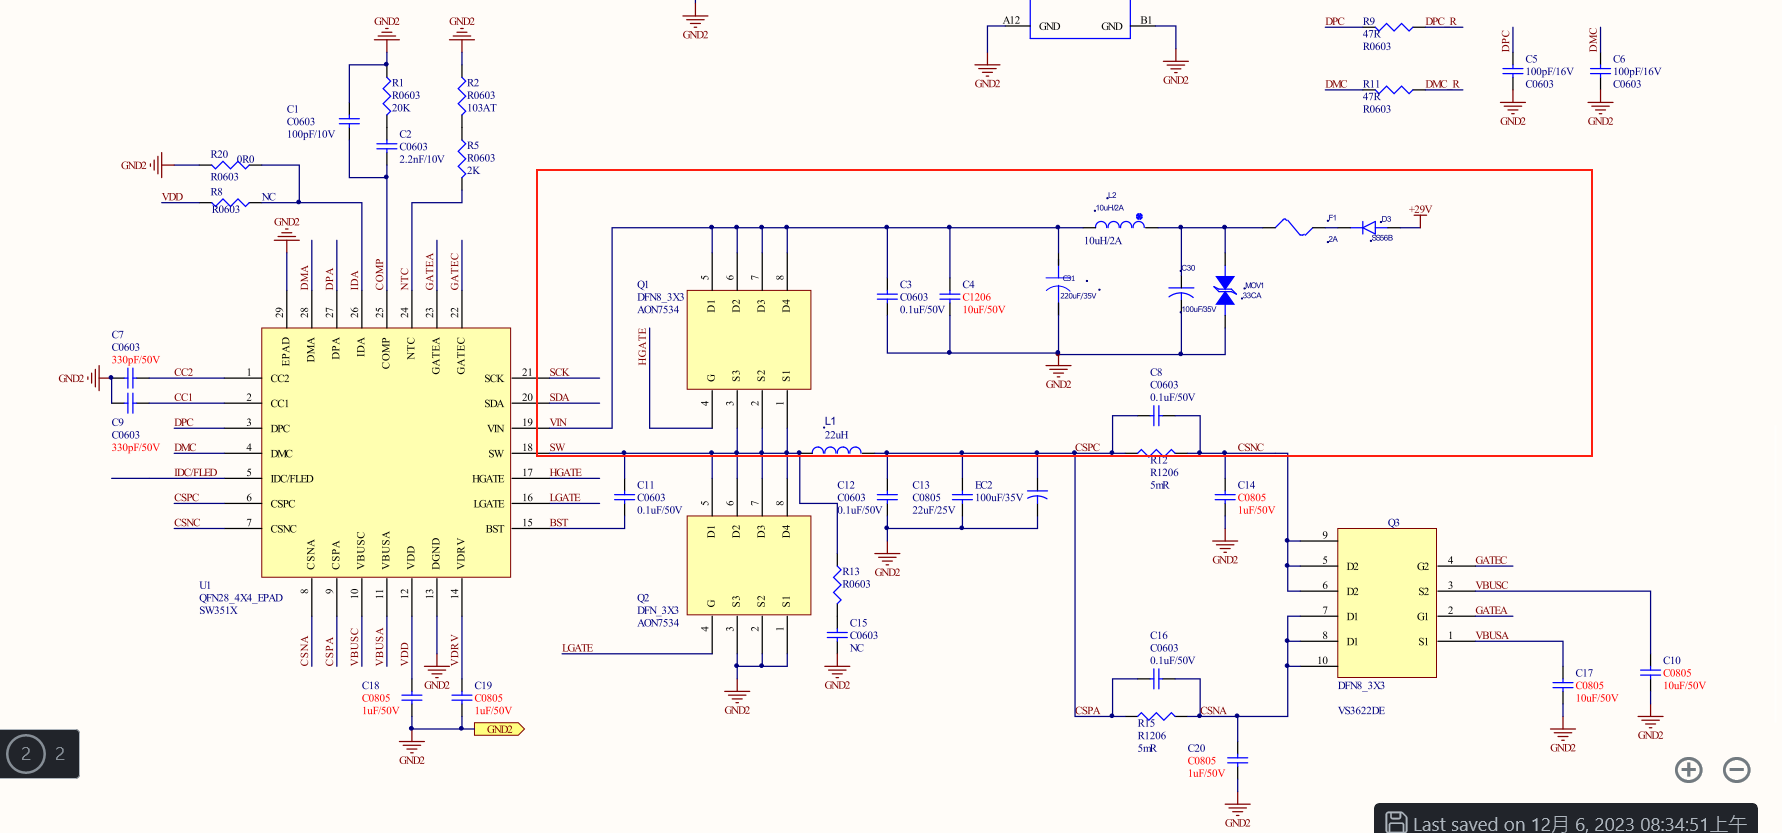 GND2
GND2
GND2
A12
GND
GND
B1
GND2
GND2
DPC
R9
DPC_R
47R
R0603
DMC
R11
DMC_R
47R
R0603
DPC
C5
100pF/16V
C0603
GND2
DMC
C6
100pF/16V
C0603
GND2
R1
R0603
20K
R2
R0603
103AT
C1
C0603
100pF/10V
C2
C0603
2.2nF/10V
R5
R0603
2K
GND2
R20
0R0
R0603
VDD
R8
NC
R0603
GND2
DMA
DPA
IDA
COMP
NTC
GATEA
GATEC
29
28
27
26
25
24
23
22
EPAD
DMA
DPA
IDA
COMP
NTC
GATEA
GATEC
C7
C0603
330pF/50V
GND2
CC2
1
CC2
CC1
2
CC1
C9
C0603
330pF/50V
DPC
3
DPC
DMC
4
DMC
IDC/FLED
5
IDC/FLED
CSPC
6
CSPC
CSNC
7
CSNC
SCK
21
SCK
SDA
20
SDA
VIN
19
VIN
SW
18
SW
HGATE
17
HGATE
LGATE
16
LGATE
BST
15
BST
CSNA
CSPA
VBUSC
VBUSA
VDD
DGND
VDRV
8
9
10
11
12
13
14
U1
QFN28_4X4_EPAD
SW351X
CSNA
CSPA
VBUSC
VBUSA
VDD
GND2
VDRV
C18
C0805
1uF/50V
C19
C0805
1uF/50V
GND2
GND2
Q1
DFN8_3X3
AON7534
HGATE
5
6
7
8
D1
D2
D3
D4
G
S3
S2
S1
4
3
2
1
C3
C0603
0.1uF/50V
C4
C1206
10uF/50V
220uF/35V
GND2
L2
10uH/2A
10uH/2A
C30
100uF/35V
MOV1
33CA
F1
2A
D3
SS56B
+29V
L1
22uH
C8
C0603
0.1uF/50V
CSPC
CSNC
R12
R1206
5mR
C11
C0603
0.1uF/50V
Q2
DFN_3X3
AON7534
5
6
7
8
D1
D2
D3
D4
G
S3
S2
S1
4
3
2
1
LGATE
GND2
C12
C0603
0.1uF/50V
C13
C0805
22uF/25V
EC2
100uF/35V
GND2
R13
R0603
C15
C0603
NC
GND2
C14
C0805
1uF/50V
GND2
Q3
9
5
D2
6
D2
7
D1
8
D1
10
G2
4
GATEC
S2
3
VBUSC
G1
2
GATEA
S1
1
VBUSA
DFN8_3X3
VS3622DE
C16
C0603
0.1uF/50V
CSPA
CSNA
R15
R1206
5mR
C20
C0805
1uF/50V
GND2
C17
C0805
10uF/50V
GND2
C10
C0805
10uF/50V
GND2
2 2
Last saved on 12月 6, 2023 08:34:51上午